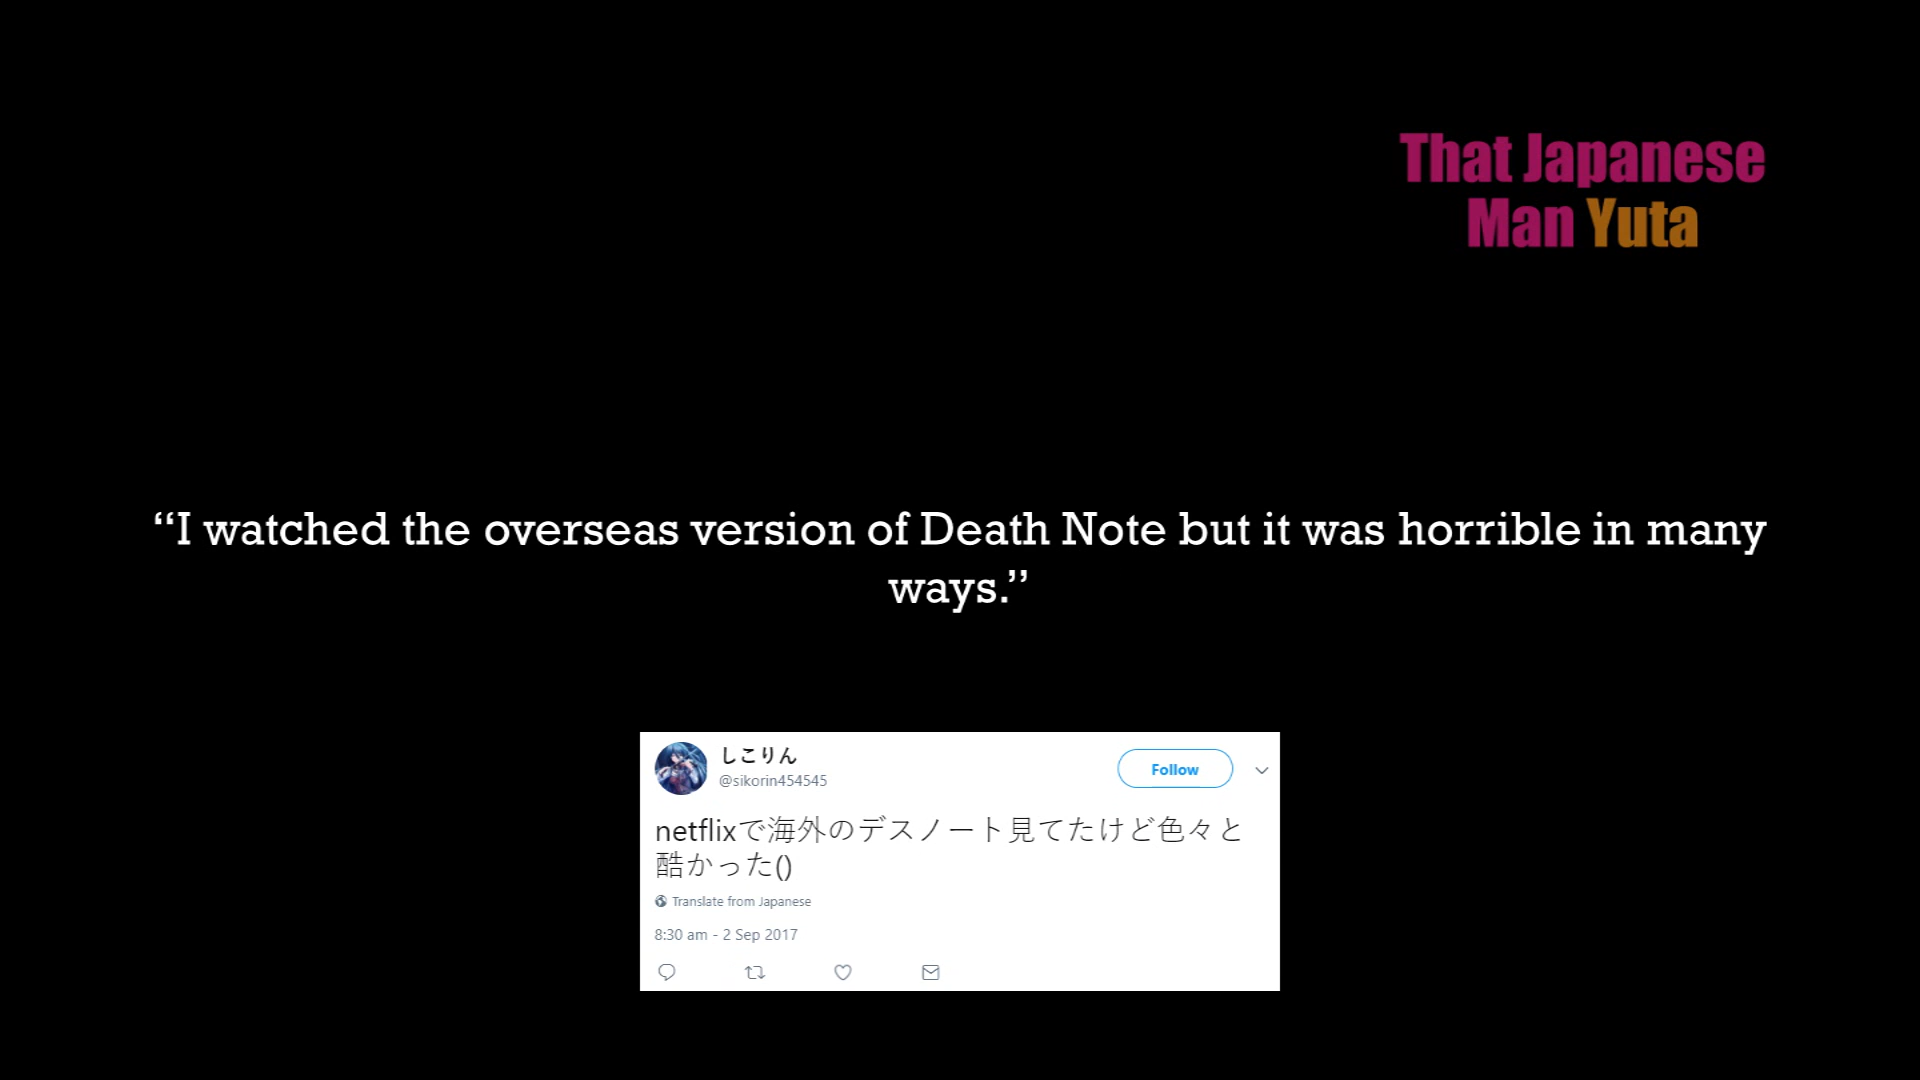 That Japanese
Man Yuta
“I watched the overseas version of Death Note but it was horrible in many
ways.”
しこりん
@sikorin454545
Follow
netflixで海外のデスノート見てたけど色々と
酷かった()
Translate from Japanese
8:30 am - 2 Sep 2017